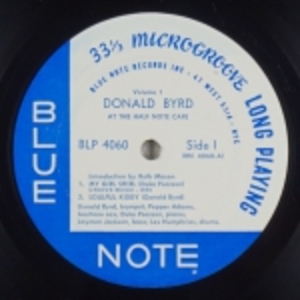 33⅓ MICROGROOVE LONG PLAYING
BLUE NOTE RECORDS INC • 47 WEST 63rd • NYC
Volume 1
DONALD BYRD
AT THE HALF NOTE CAFE
BLP 4060
Side 1
Introduction by Ruth Mason
1. MY GIRL SHIRL (Duke Pearson)
2. SOULFUL KIDDY (Donald Byrd)
Donald Byrd, trumpet, Pepper Adams,
baritone sax, Duke Pearson, piano,
Laymon Jackson, bass, Lex Humphries, drums.
BLUE
NOTE